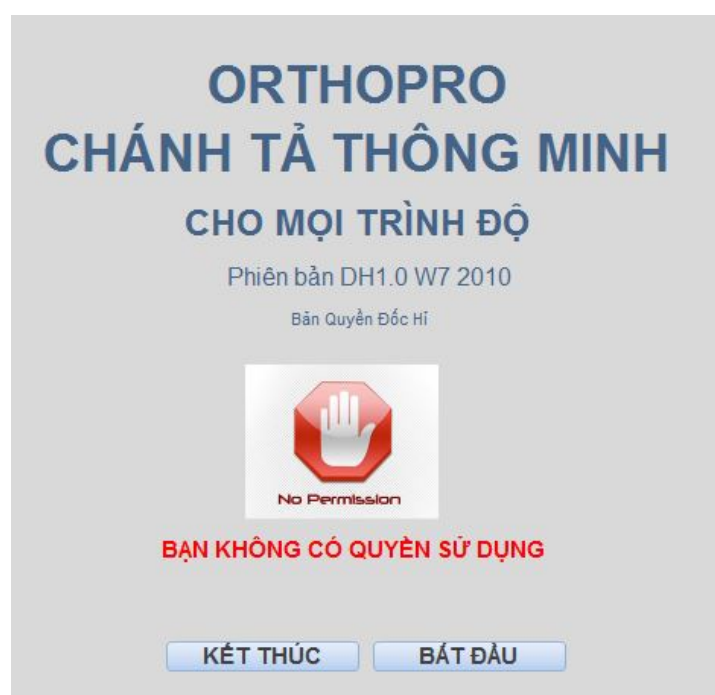 ORTHOPRO
CHÁNH TẢ THÔNG MINH
CHO MỌI TRÌNH ĐỘ
Phiên bản DH1.0 W7 2010
Bản Quyền Đốc Hĩ
No Permission
BẠN KHÔNG CÓ QUYỀN SỬ DỤNG
KẾT THÚC BẮT ĐẦU